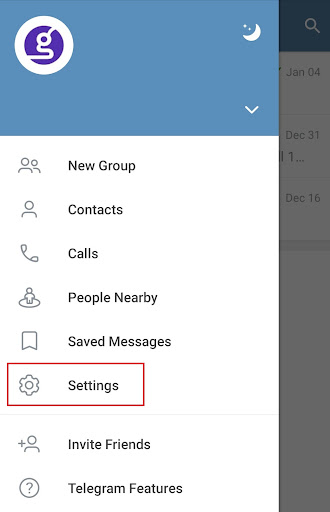 Jan 04
Dec 31
l 1...
Dec 16
New Group
Contacts
Calls
People Nearby
Saved Messages
Settings
Invite Friends
Telegram Features